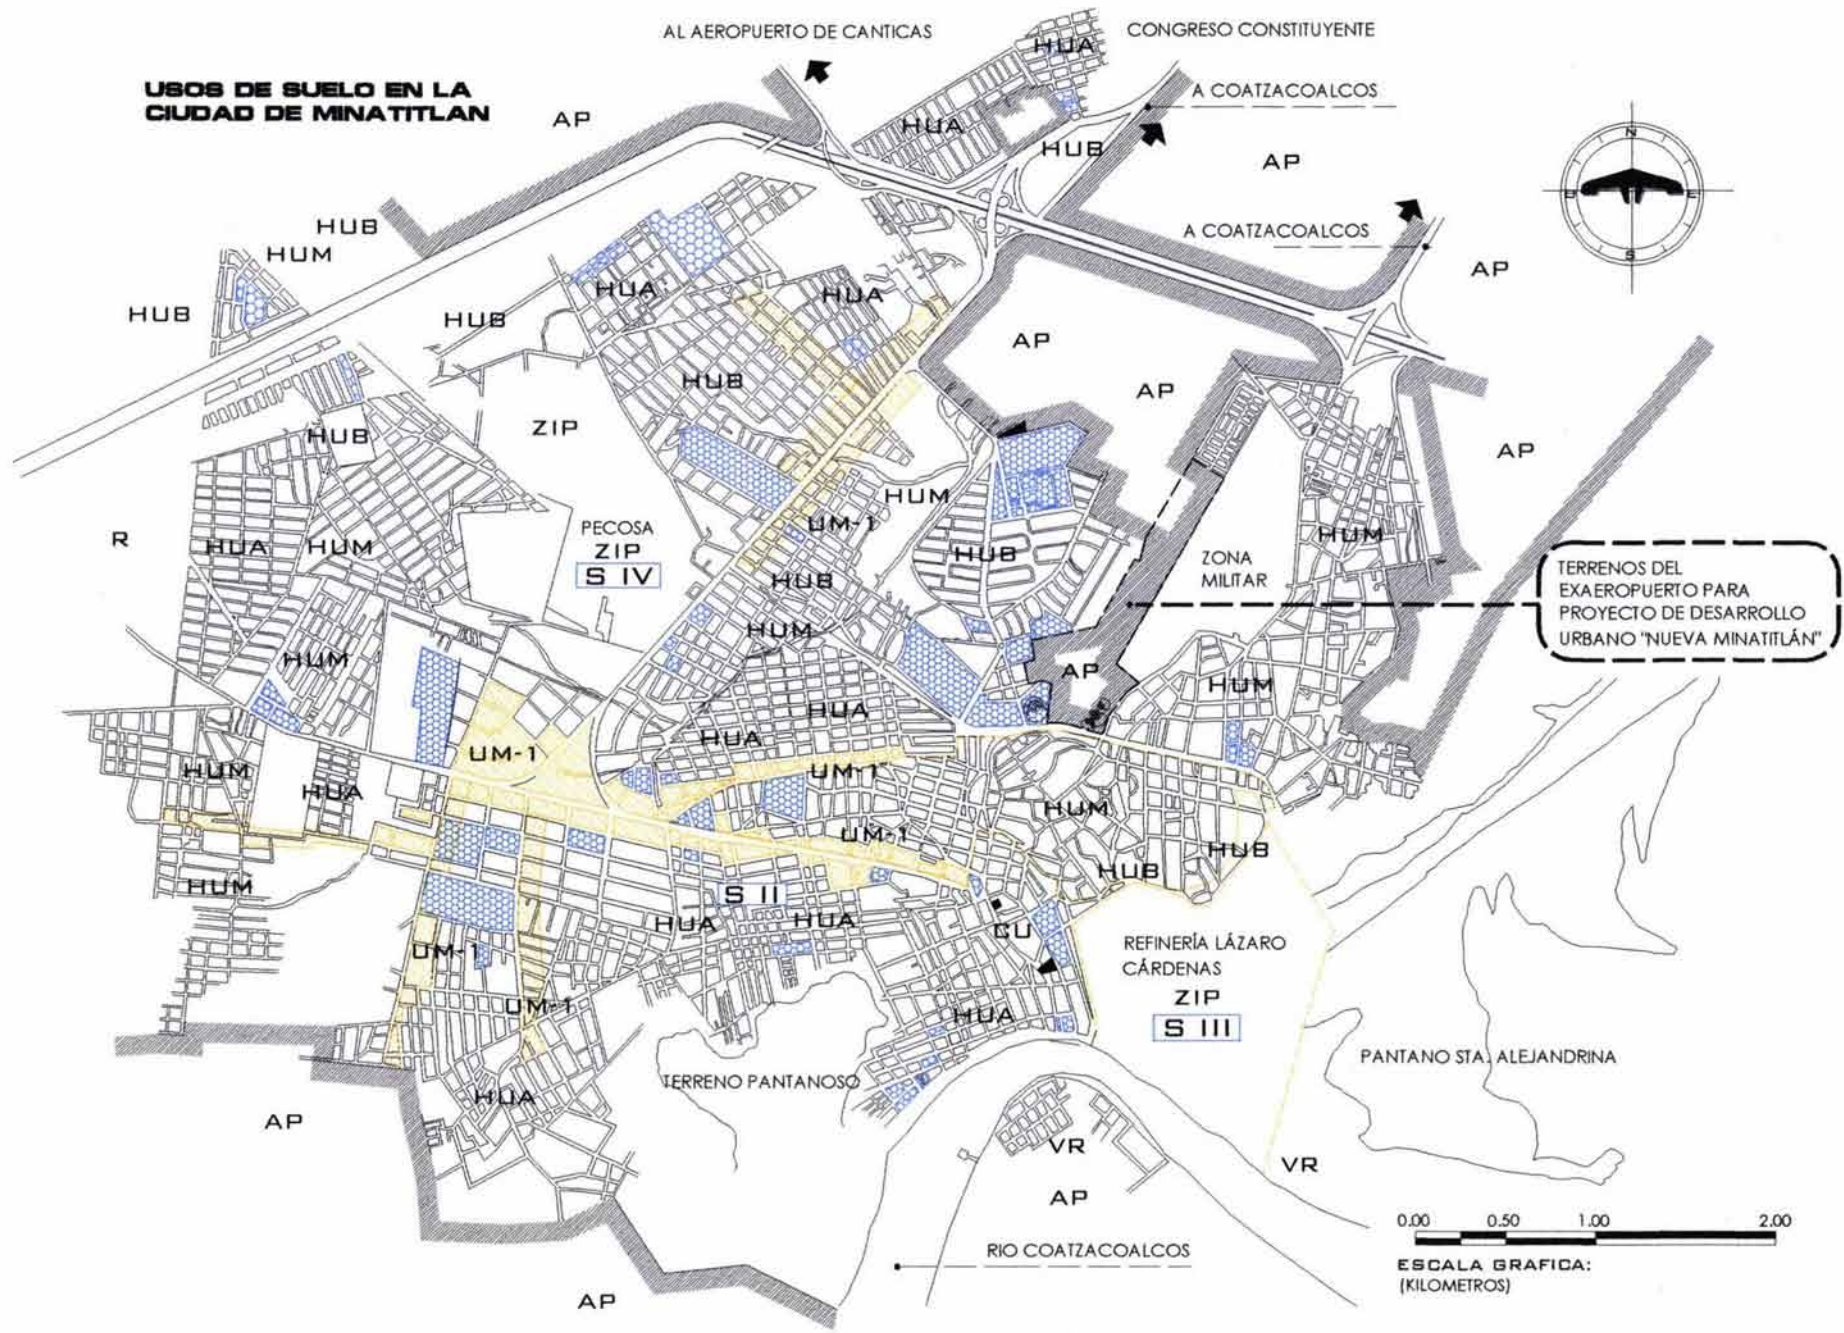 AL AEROPUERTO DE CANTICAS
CONGRESO CONSTITUYENTE
HUA
USOS DE SUELO EN LA
CIUDAD DE MINATITLAN
A COATZACOALCOS
AP
HUA
HUB
AP
N
O
E
S
HUB
HUM
A COATZACOALCOS
AP
HUB
HUB
HUA
HUA
AP
HUB
AP
HUB
ZIP
AP
HUM
R
HUA
HUM
PECOSA
ZIP
S IV
UM-1
HUB
HUB
ZONA
MILITAR
HUM
TERRENOS DEL
EXAEROPUERTO PARA
PROYECTO DE DESARROLLO
URBANO "NUEVA MINATITLÁN"
HUM
HUM
AP
HUM
HUA
HUA
UM-1
HUM
HUA
UM-1
HUM
UM-1
HUB
HUB
HUM
S II
HUA
HUA
CU
UM-1
REFINERÍA LÁZARO
CÁRDENAS
ZIP
S III
UM-1
HUA
PANTANO STA. ALEJANDRINA
TERRENO PANTANOSO
HUA
AP
VR
VR
AP
RIO COATZACOALCOS
AP
0.00 0.50 1.00 2.00
ESCALA GRAFICA:
(KILOMETROS)